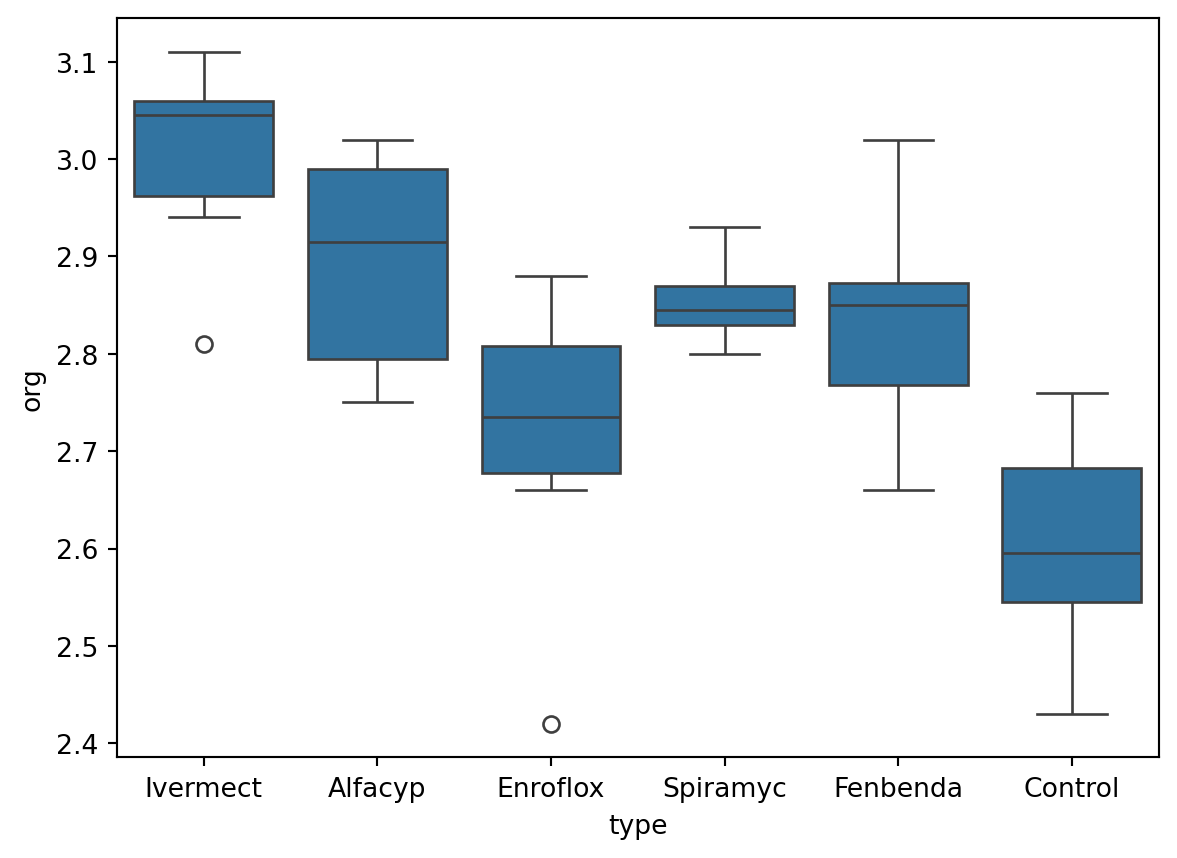 3.1
3.0
2.9
2.8
2.7
2.6
2.5
2.4
org
Ivermect Alfacyp Enroflox Spiramyc Fenbenda Control
type